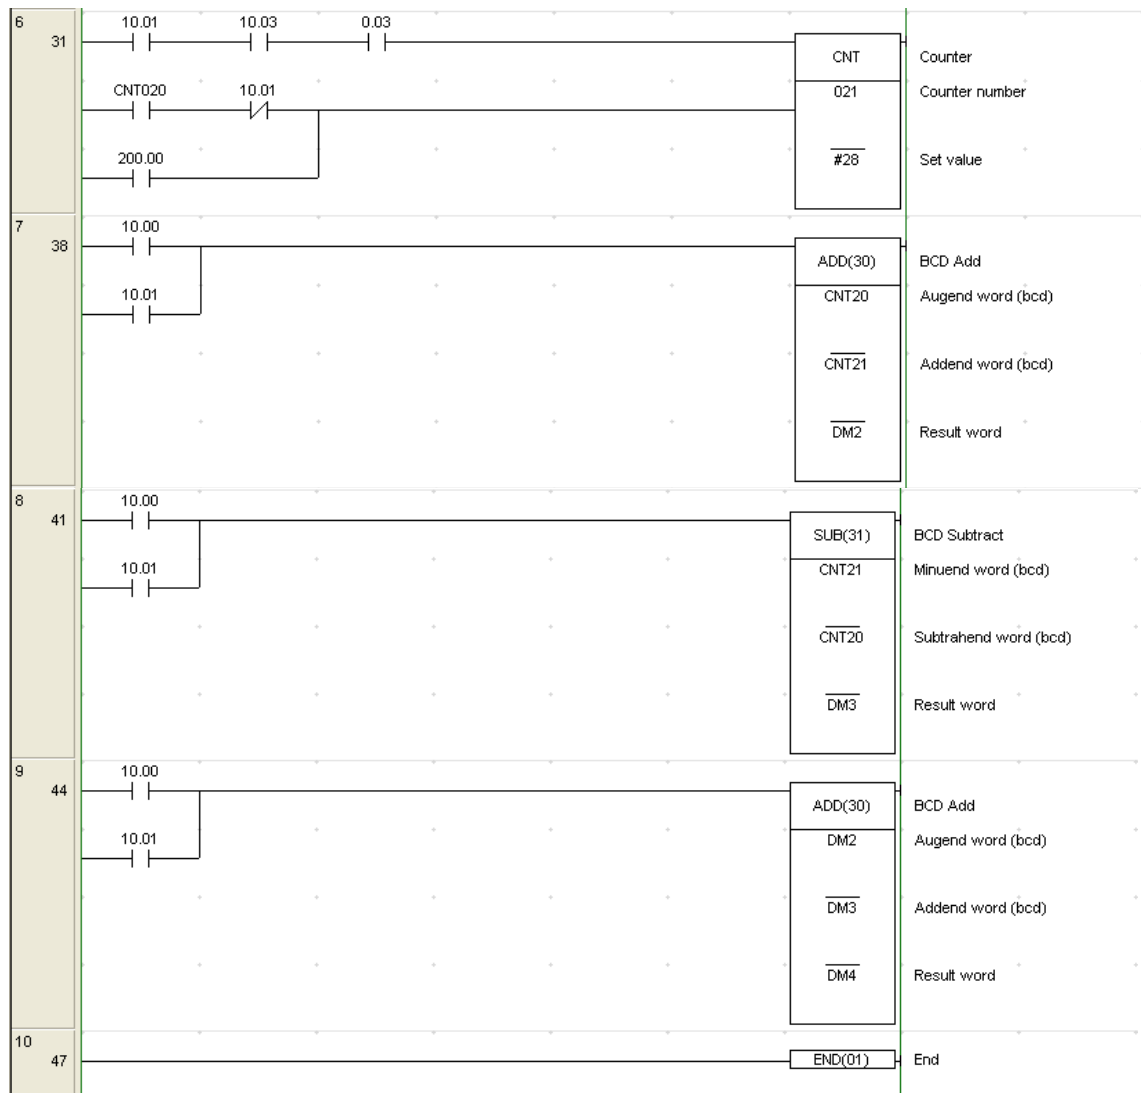 6
10.01 10.03 0.03
31
CNT Counter
CNT020 10.01 021 Counter number
200.00 #28 Set value
7
10.00
38
ADD(30) BCD Add
10.01 CNT20 Augend word (bcd)
CNT21 Addend word (bcd)
DM2 Result word
8
10.00
41
SUB(31) BCD Subtract
10.01 CNT21 Minuend word (bcd)
CNT20 Subtrahend word (bcd)
DM3 Result word
9
10.00
44
ADD(30) BCD Add
10.01 DM2 Augend word (bcd)
DM3 Addend word (bcd)
DM4 Result word
10
47 END(01) End